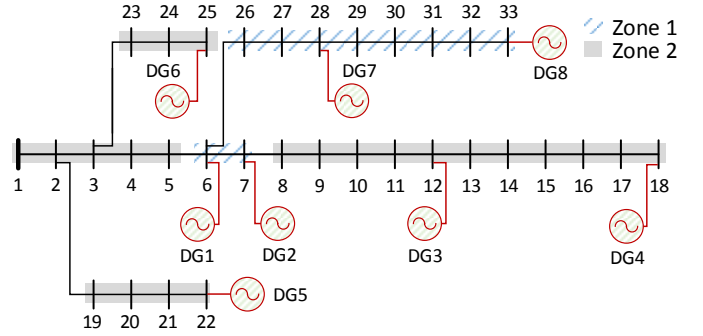 23 24 25 26 27 28 29 30 31 32 33
Zone 1
Zone 2
DG6 DG7 DG8
1 2 3 4 5 6 7 8 9 10 11 12 13 14 15 16 17 18
DG1 DG2 DG3 DG4
DG5
19 20 21 22